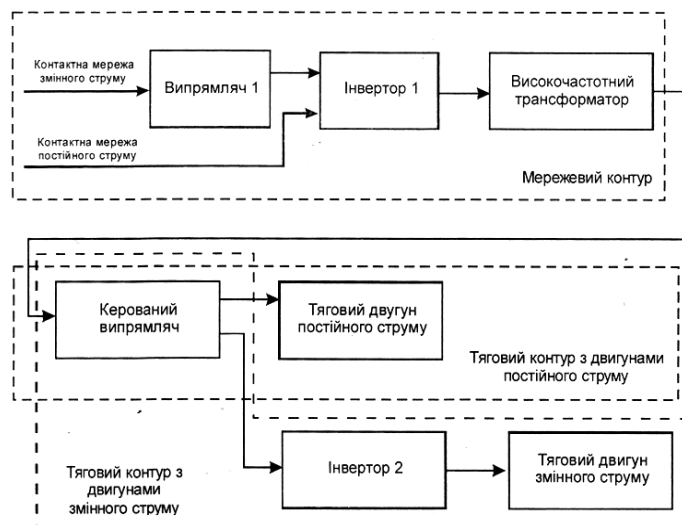 Контактна мережа
змінного струму
Випрямляч 1
Інвертор 1
Високочастотний
трансформатор
Контактна мережа
постійного струму
Мережевий контур
Керований
випрямляч
Тяговий двугун
постійного струму
Тяговий контур з двигунами
постійного струму
Тяговий контур з
двигунами
змінного струму
Інвертор 2
Тяговий двигун
змінного струму